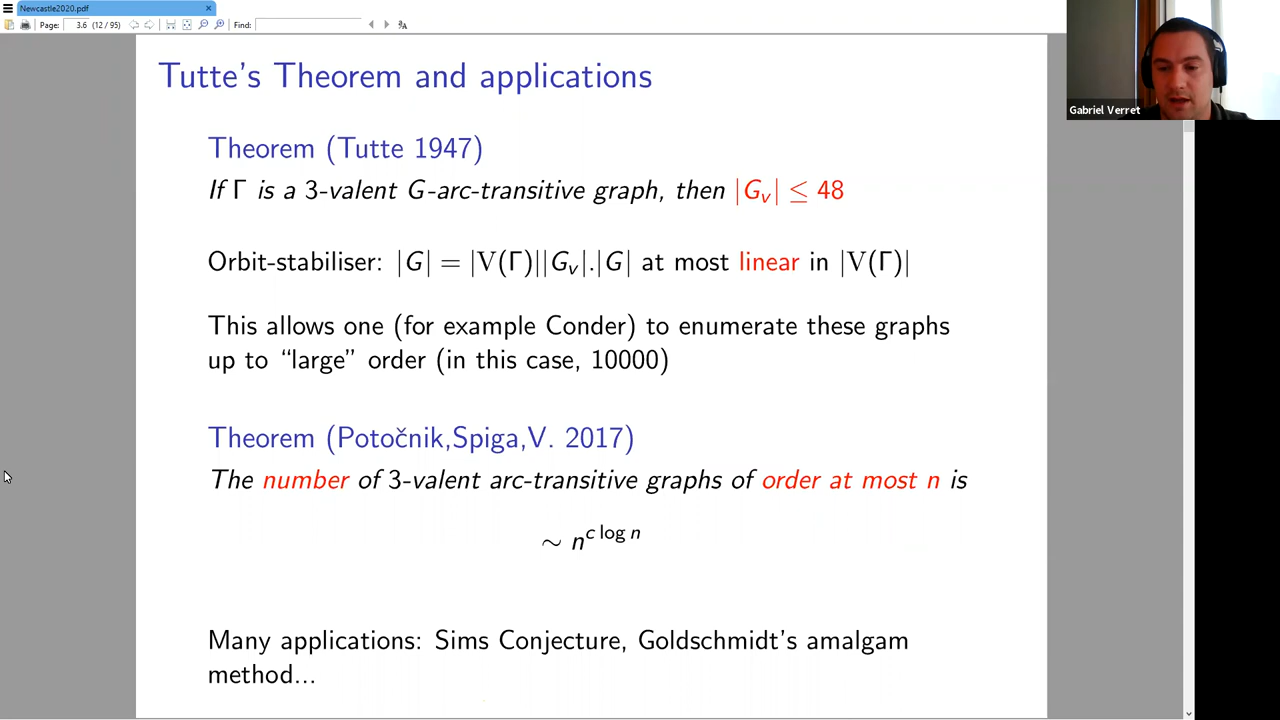 Newcastle2020.pdf ×
Page: 3.6 (12 / 95) Find:
Gabriel Verret
Tutte's Theorem and applications
Theorem (Tutte 1947)
If Γ is a 3-valent G-arc-transitive graph, then |G_v| ≤ 48
Orbit-stabiliser: |G| = |V(Γ)||G_v|.|G| at most linear in |V(Γ)|
This allows one (for example Conder) to enumerate these graphs
up to “large” order (in this case, 10000)
Theorem (Potočnik,Spiga,V. 2017)
The number of 3-valent arc-transitive graphs of order at most n is
∼ n^{c log n}
Many applications: Sims Conjecture, Goldschmidt's amalgam
method...